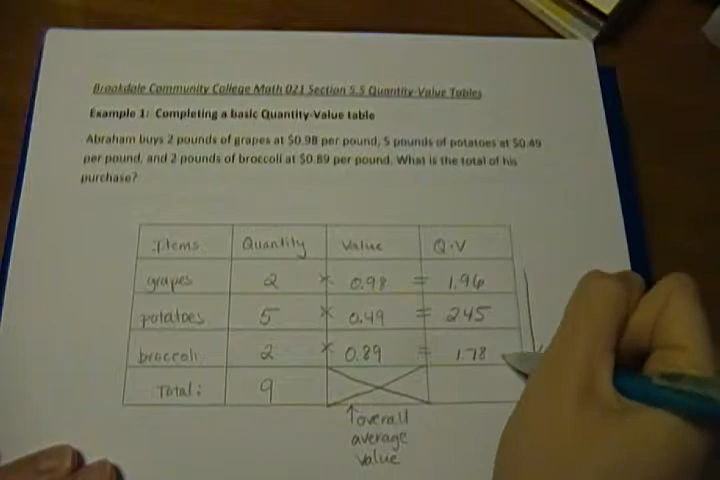 Brookdale Community College Math 021 Section 5.5 Quantity-Value Tables
Example 1: Completing a basic Quantity-Value table
Abraham buys 2 pounds of grapes at $0.98 per pound, 5 pounds of potatoes at $0.49
per pound, and 2 pounds of broccoli at $0.89 per pound. What is the total of his
purchase?
Items Quantity Value Q·V
grapes 2 × 0.98 = 1.96
potatoes 5 × 0.49 = 2.45
broccoli 2 × 0.89 = 1.78
Total: 9
↑overall
average
value